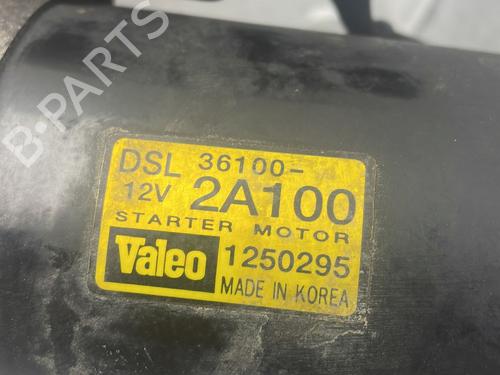 B-PARTS
DSL 36100-
12V 2A100
STARTER MOTOR
Valeo 1250295
MADE IN KOREA